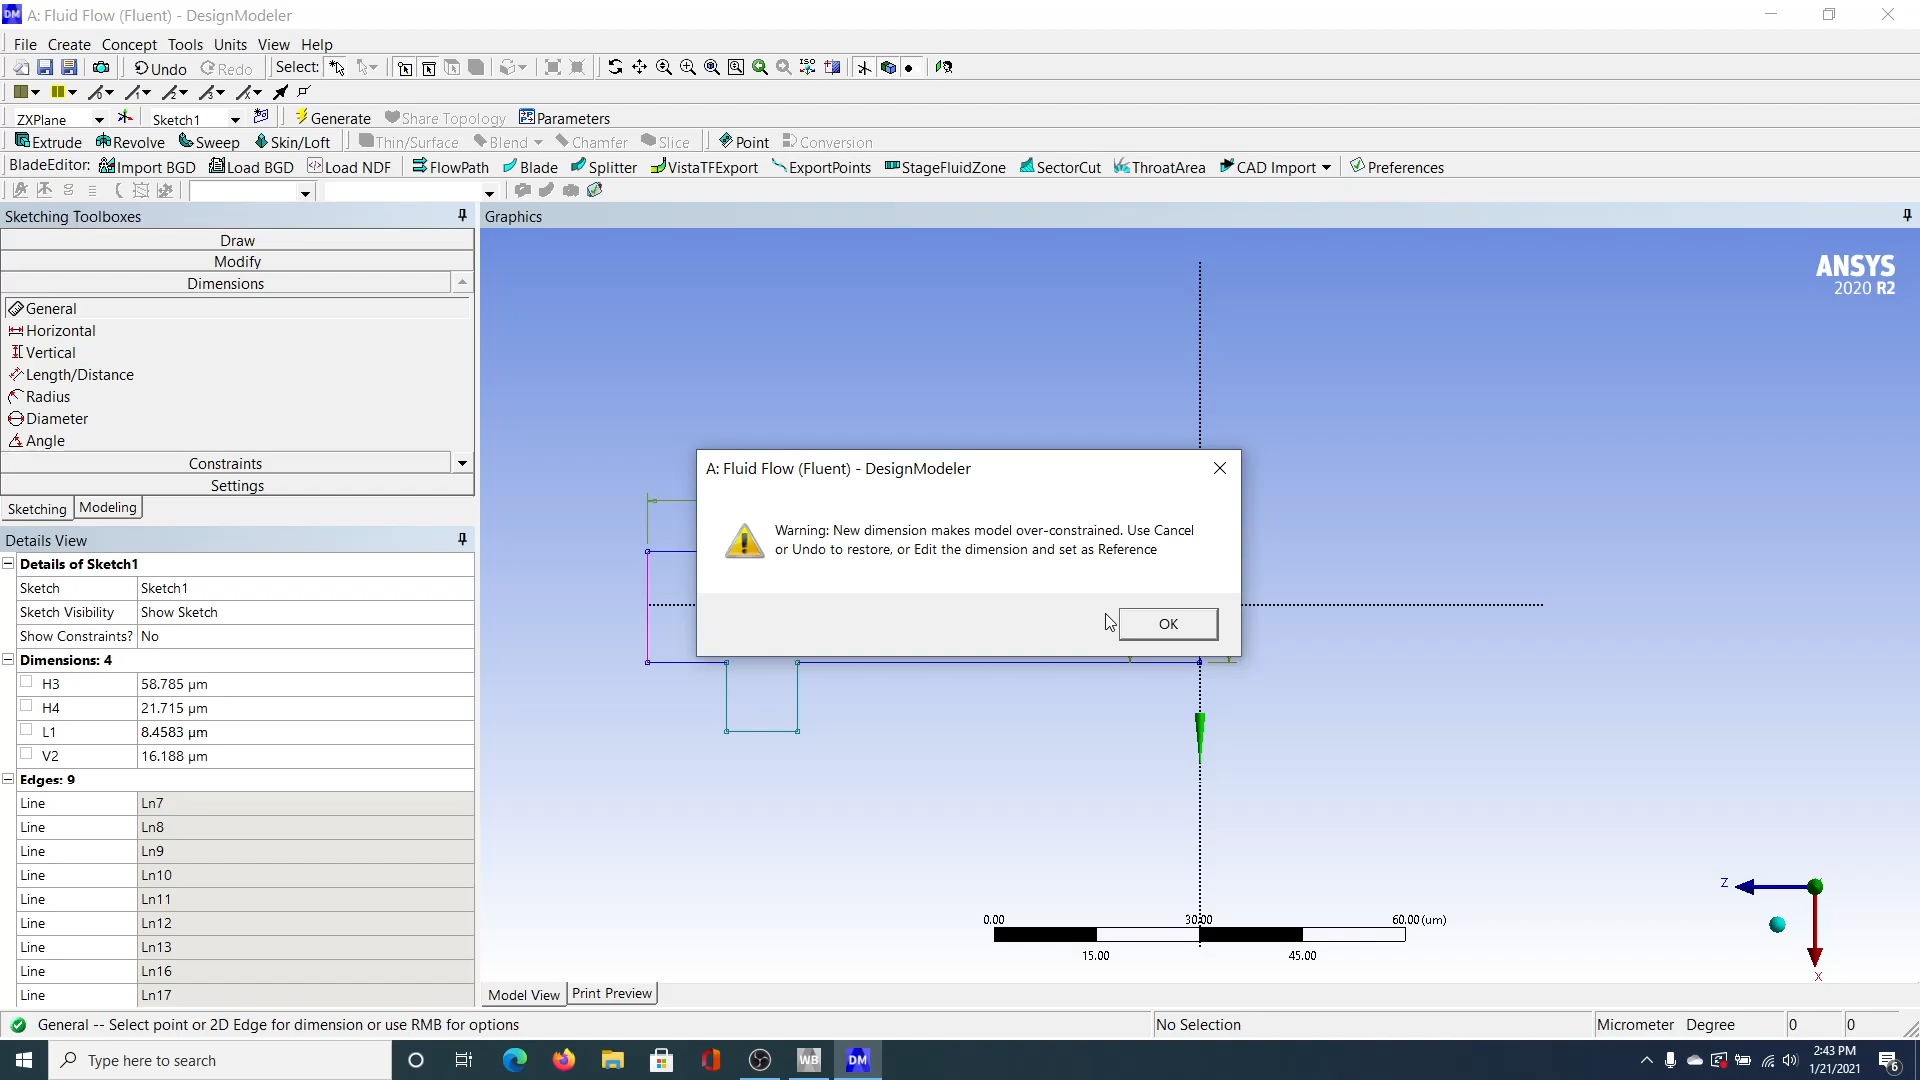 DM A: Fluid Flow (Fluent) - DesignModeler
File Create Concept Tools Units View Help
Undo Redo Select: ISO
ZXPlane Sketch1 Generate Share Topology Parameters
Extrude Revolve Sweep Skin/Loft Thin/Surface Blend Chamfer Slice Point Conversion
BladeEditor: Import BGD Load BGD Load NDF FlowPath Blade Splitter VistaTFExport ExportPoints StageFluidZone SectorCut ThroatArea CAD Import Preferences
Sketching Toolboxes
Draw
Modify
Dimensions
General
Horizontal
Vertical
Length/Distance
Radius
Diameter
Angle
Constraints
Settings
Sketching Modeling
Details View
Details of Sketch1
Sketch Sketch1
Sketch Visibility Show Sketch
Show Constraints? No
Dimensions: 4
H3 58.785 µm
H4 21.715 µm
L1 8.4583 µm
V2 16.188 µm
Edges: 9
Line Ln7
Line Ln8
Line Ln9
Line Ln10
Line Ln11
Line Ln12
Line Ln13
Line Ln16
Line Ln17
Graphics
ANSYS
2020 R2
A: Fluid Flow (Fluent) - DesignModeler
Warning: New dimension makes model over-constrained. Use Cancel
or Undo to restore, or Edit the dimension and set as Reference
OK
Z
X
0.00 30.00 60.00 (um)
15.00 45.00
Model View Print Preview
General -- Select point or 2D Edge for dimension or use RMB for options No Selection Micrometer Degree 0 0
Type here to search WB DM 2:43 PM
1/21/2021 6